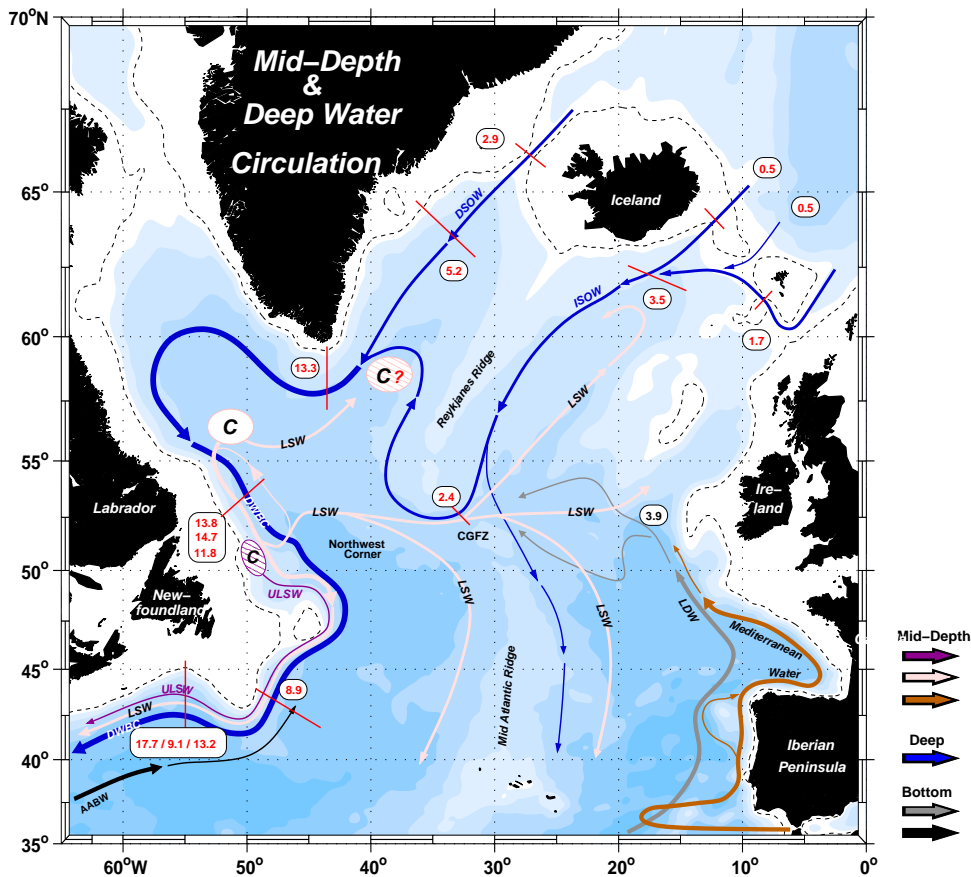 70°N
Mid–Depth
&
Deep Water
Circulation
2.9
0.5
65°
Iceland
0.5
DSOW
5.2
ISOW
3.5
1.7
60°
13.3
C?
Reykjanes Ridge
LSW
C
LSW
55°
Labrador
DWBC
2.4
Ire–
land
13.8
14.7
11.8
LSW
CGFZ
LSW
3.9
Northwest
Corner
C
50°
ULSW
LSW
LSW
LDW
New–
foundland
Mediterranean
Water
Mid–Depth
45°
ULSW
LSW
DWBC
8.9
Mid Atlantic Ridge
17.7 / 9.1 / 13.2
Iberian
Peninsula
Deep
40°
AABW
Bottom
35°
60°W
50°
40°
30°
20°
10°
0°